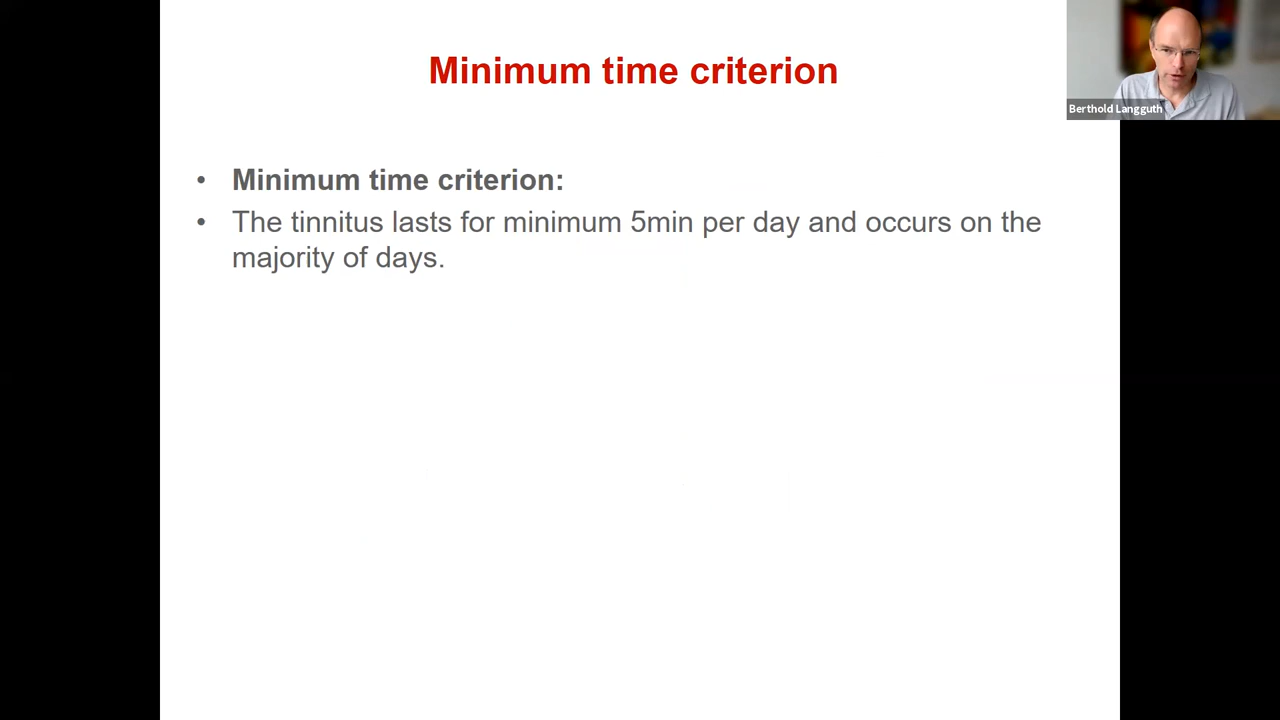 Minimum time criterion
Berthold Langguth
• Minimum time criterion:
• The tinnitus lasts for minimum 5min per day and occurs on the
majority of days.